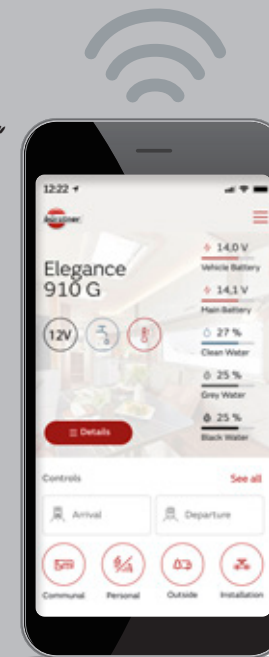 12:22
Bürstner
Elegance
910 G
12V
14,0 V
Vehicle Battery
14,1 V
Main Battery
27 %
Clean Water
25 %
Grey Water
25 %
Black Water
Details
Controls
See all
Arrival
Departure
Communal
Personal
Outside
Installation